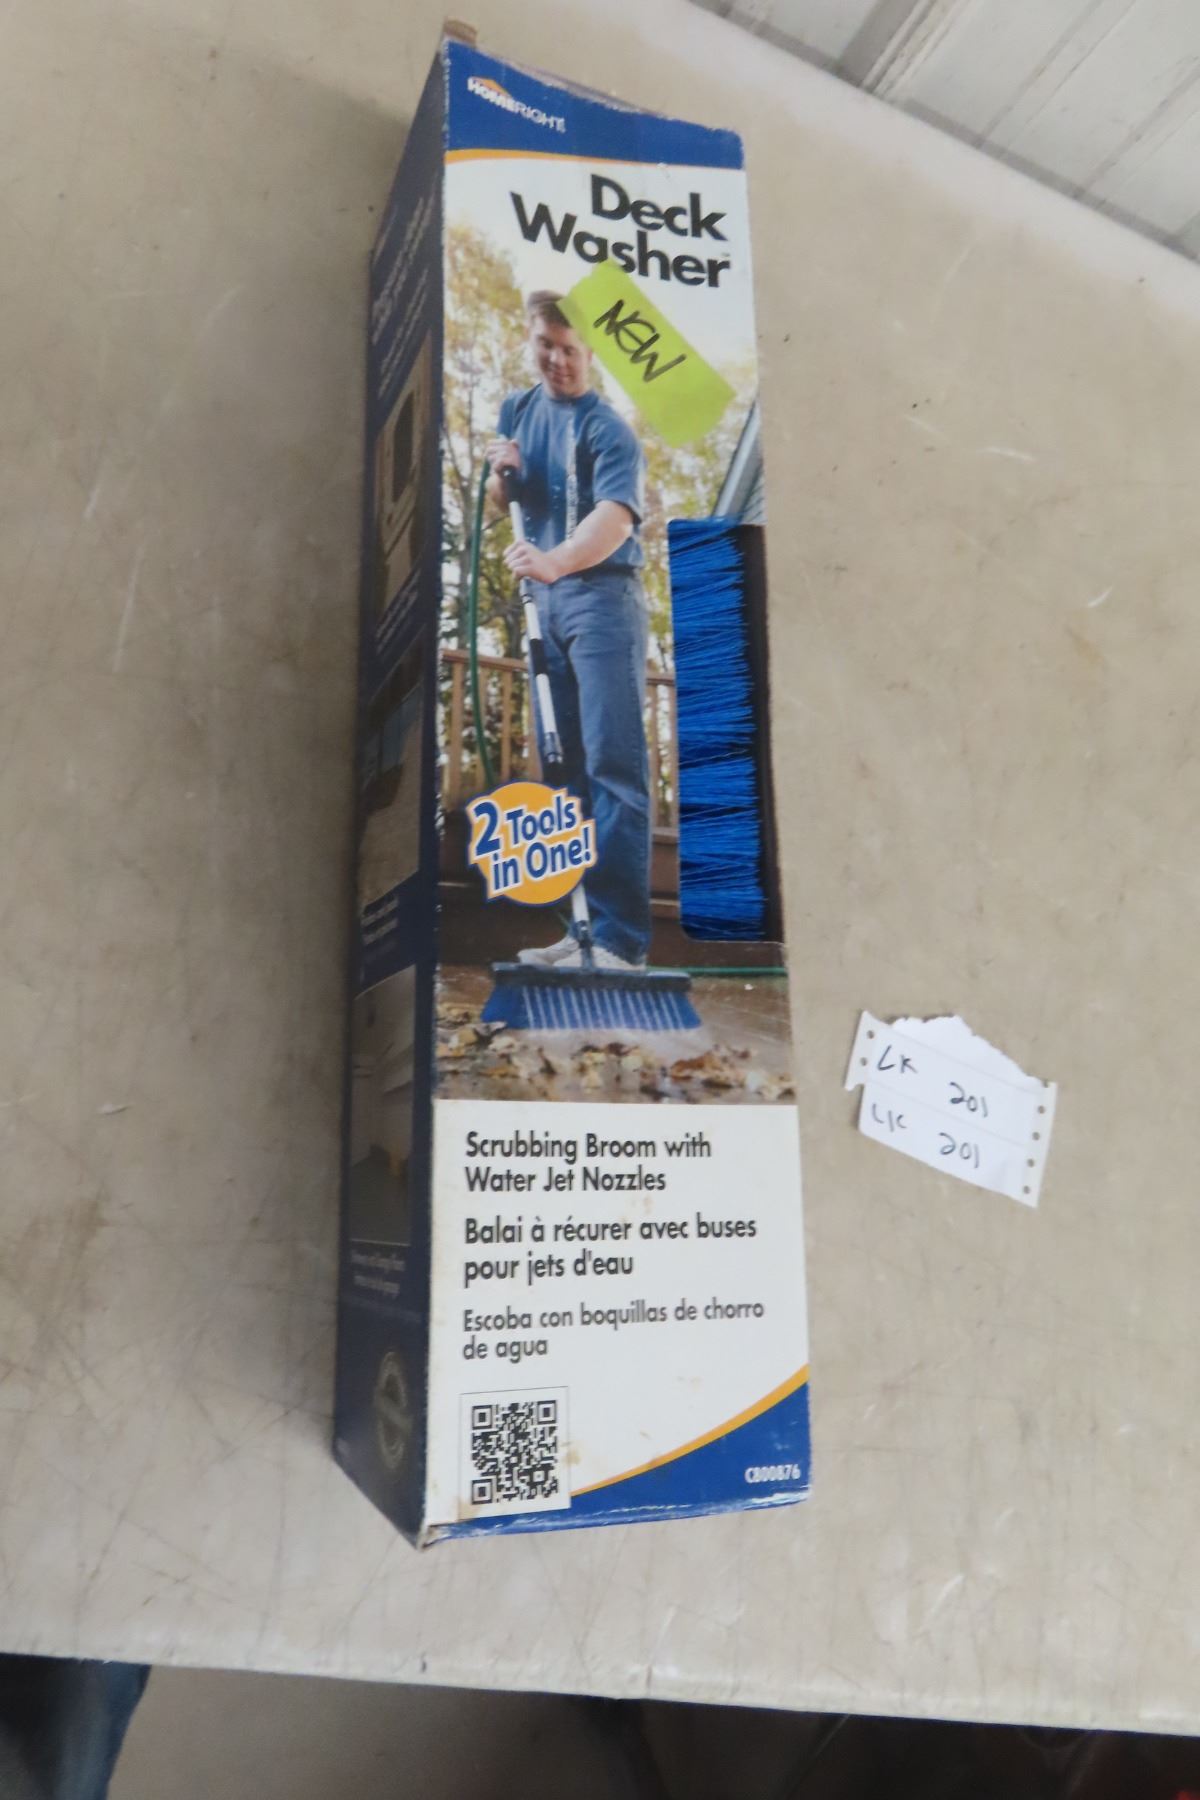 HOMERIGHT
Deck
Washer™
NEW
2 Tools
in One!
Scrubbing Broom with
Water Jet Nozzles
Balai à récurer avec buses
pour jets d'eau
Escoba con boquillas de chorro
de agua
C800876
LK 201
LK 201